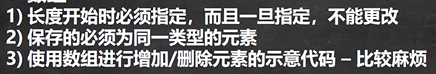 1) 长度开始时必须指定，而且一旦指定，不能更改
2) 保存的必须为同一类型的元素
3) 使用数组进行增加/删除元素的示意代码 – 比较麻烦